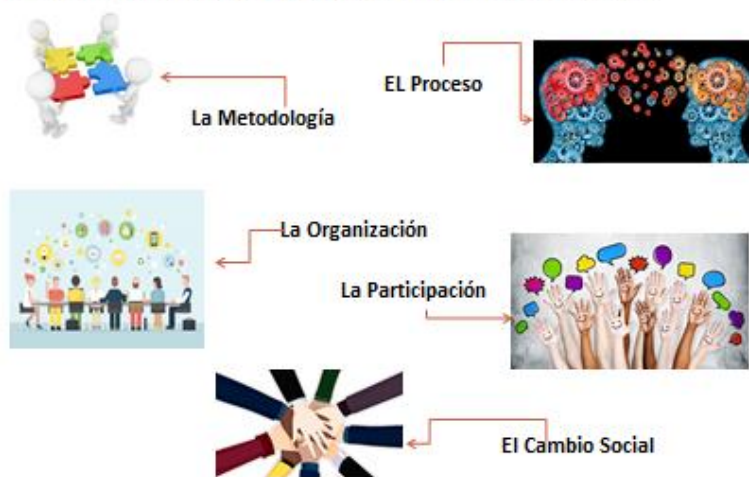 EL Proceso
La Metodología
La Organización
La Participación
El Cambio Social